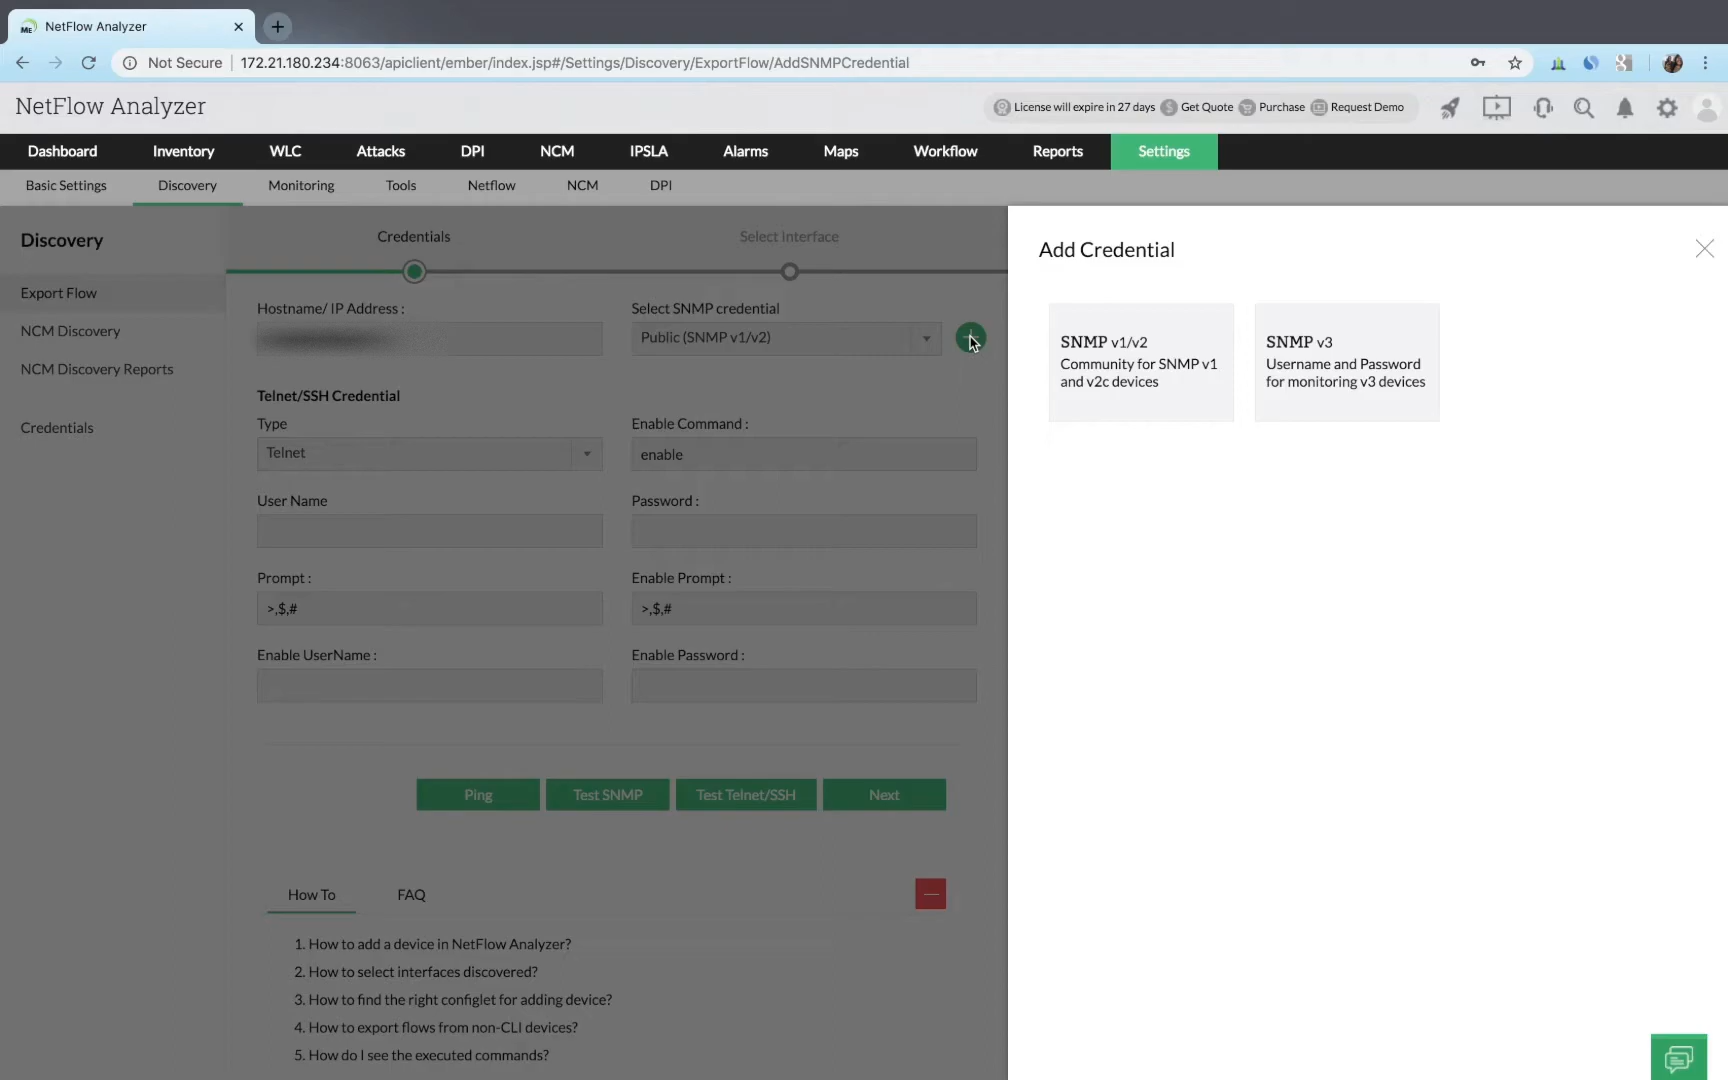 NetFlow Analyzer
Not Secure 172.21.180.234:8063/apiclient/ember/index.jsp#/Settings/Discovery/ExportFlow/AddSNMPCredential
NetFlow Analyzer
License will expire in 27 days Get Quote Purchase Request Demo
Dashboard Inventory WLC Attacks DPI NCM IPSLA Alarms Maps Workflow Reports Settings
Basic Settings Discovery Monitoring Tools Netflow NCM DPI
Discovery
Export Flow
NCM Discovery
NCM Discovery Reports
Credentials
Credentials Select Interface
Hostname/ IP Address : Select SNMP credential
Public (SNMP v1/v2)
Telnet/SSH Credential
Type Enable Command :
Telnet enable
User Name Password :
Prompt : Enable Prompt :
>,$,# >,$,#
Enable UserName : Enable Password :
Ping Test SNMP Test Telnet/SSH Next
How To FAQ
1. How to add a device in NetFlow Analyzer?
2. How to select interfaces discovered?
3. How to find the right configlet for adding device?
4. How to export flows from non-CLI devices?
5. How do I see the executed commands?
Add Credential
SNMP v1/v2
Community for SNMP v1
and v2c devices
SNMP v3
Username and Password
for monitoring v3 devices